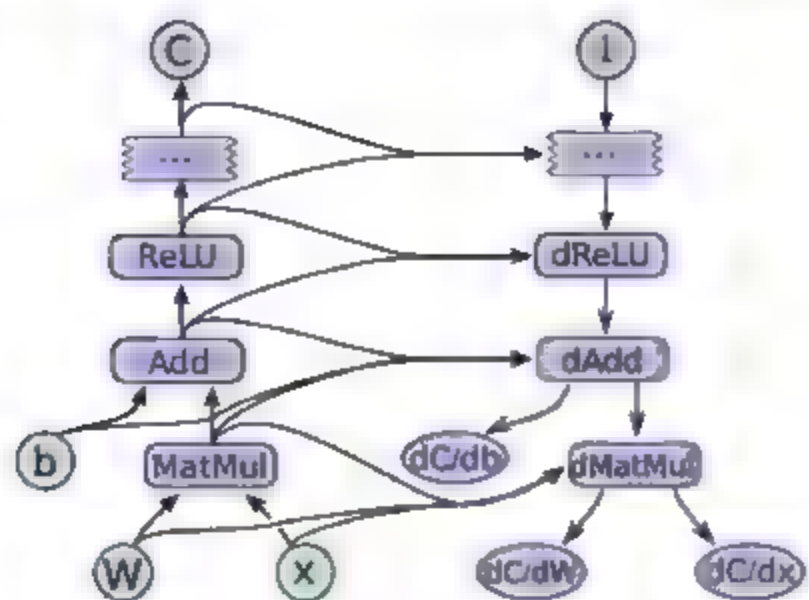 C 1
... ...
ReLU dReLU
Add dAdd
b MatMul dC/db dMatMul
W x dC/dW dC/dx